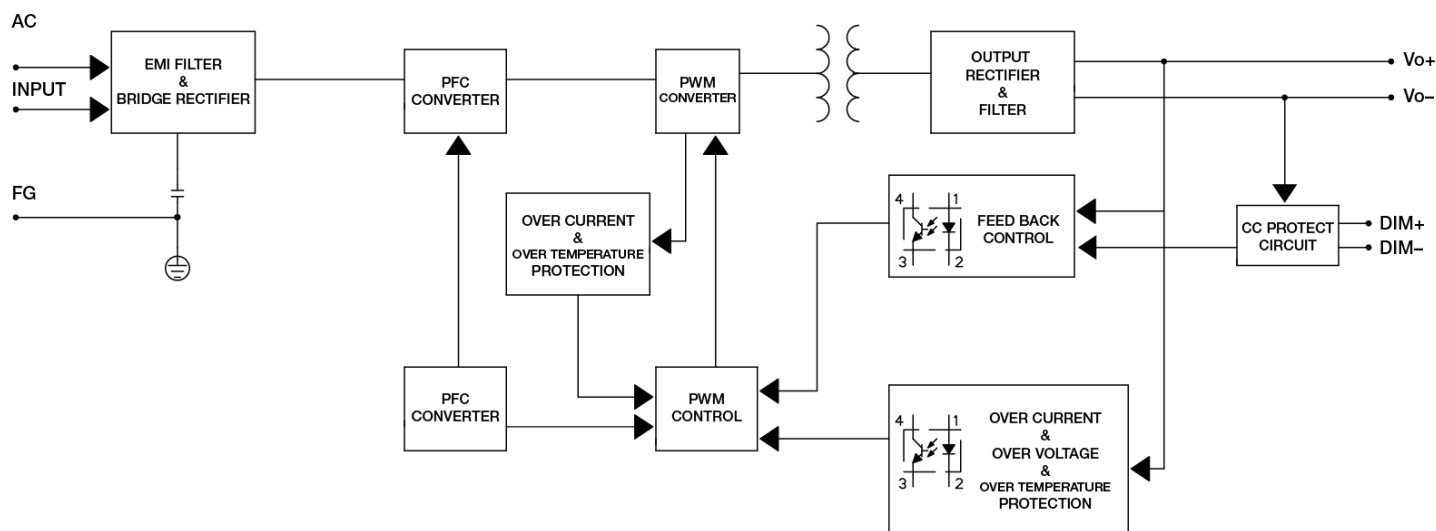 AC
INPUT
FG
EMI FILTER
&
BRIDGE RECTIFIER
PFC
CONVERTER
PWM
CONVERTER
OUTPUT
RECTIFIER
&
FILTER
Vo+
Vo−
OVER CURRENT
&
OVER TEMPERATURE
PROTECTION
4 1
3 2
FEED BACK
CONTROL
CC PROTECT
CIRCUIT
DIM+
DIM−
PFC
CONVERTER
PWM
CONTROL
4 1
3 2
OVER CURRENT
&
OVER VOLTAGE
&
OVER TEMPERATURE
PROTECTION